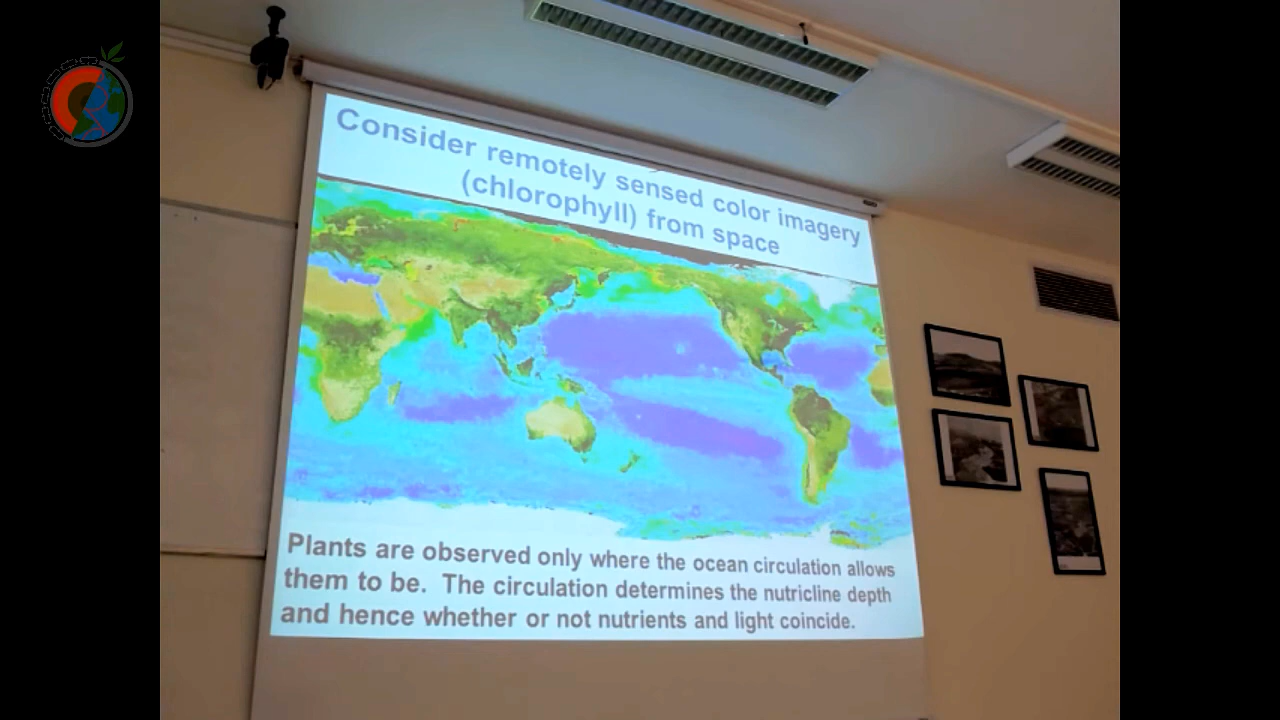 Consider remotely sensed color imagery
(chlorophyll) from space
Plants are observed only where the ocean circulation allows
them to be. The circulation determines the nutricline depth
and hence whether or not nutrients and light coincide.